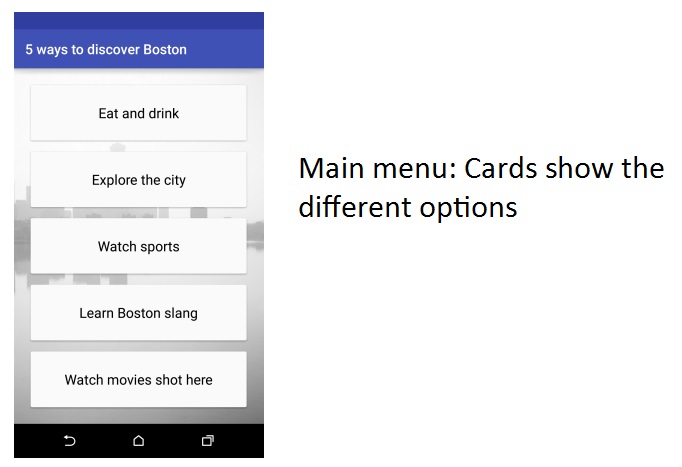 5 ways to discover Boston
Eat and drink
Explore the city
Watch sports
Learn Boston slang
Watch movies shot here
Main menu: Cards show the
different options